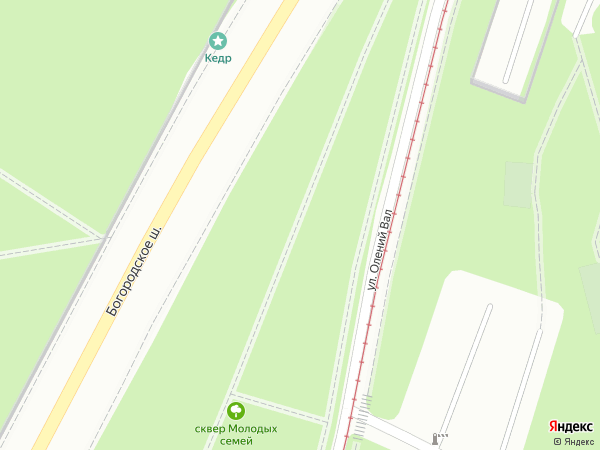 Кедр
ул. Олений Вал
Богородское ш.
сквер Молодых
семей
Яндекс
© Яндекс